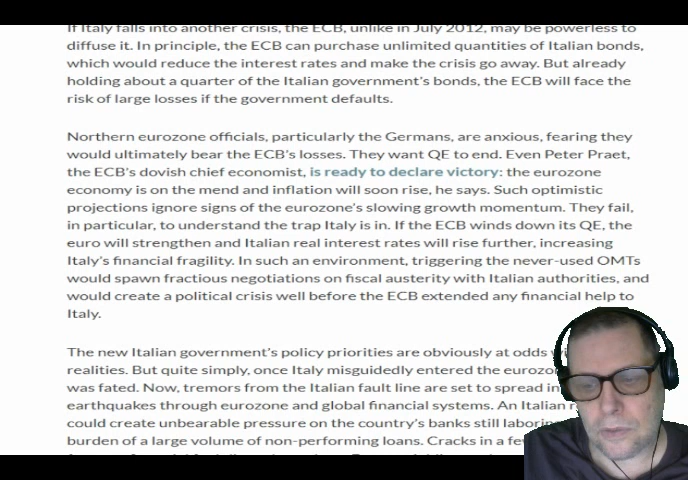 If Italy falls into another crisis, the ECB, unlike in July 2012, may be powerless to
diffuse it. In principle, the ECB can purchase unlimited quantities of Italian bonds,
which would reduce the interest rates and make the crisis go away. But already
holding about a quarter of the Italian government's bonds, the ECB will face the
risk of large losses if the government defaults.
Northern eurozone officials, particularly the Germans, are anxious, fearing they
would ultimately bear the ECB's losses. They want QE to end. Even Peter Praet,
the ECB's dovish chief economist, is ready to declare victory: the eurozone
economy is on the mend and inflation will soon rise, he says. Such optimistic
projections ignore signs of the eurozone's slowing growth momentum. They fail,
in particular, to understand the trap Italy is in. If the ECB winds down its QE, the
euro will strengthen and Italian real interest rates will rise further, increasing
Italy's financial fragility. In such an environment, triggering the never-used OMTs
would spawn fractious negotiations on fiscal austerity with Italian authorities, and
would create a political crisis well before the ECB extended any financial help to
Italy.
The new Italian government's policy priorities are obviously at odds
realities. But quite simply, once Italy misguidedly entered the
was fated. Now, tremors from the Italian fault line are set to spread
earthquakes through eurozone and global financial systems. An Italian
could create unbearable pressure on the country's banks still
burden of a large volume of non-performing loans. Cracks in a